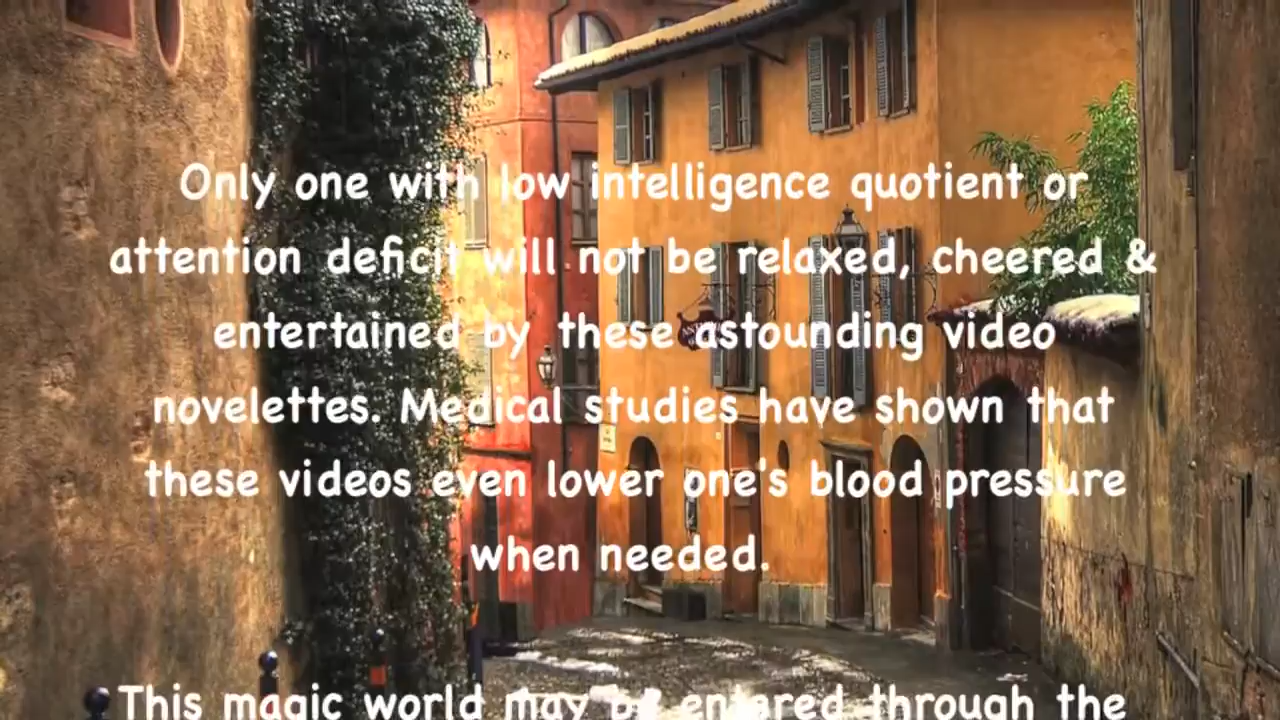 Only one with low intelligence quotient or
attention deficit will not be relaxed, cheered &
entertained by these astounding video
novelettes. Medical studies have shown that
these videos even lower one's blood pressure
when needed.
This magic world may be entared through the